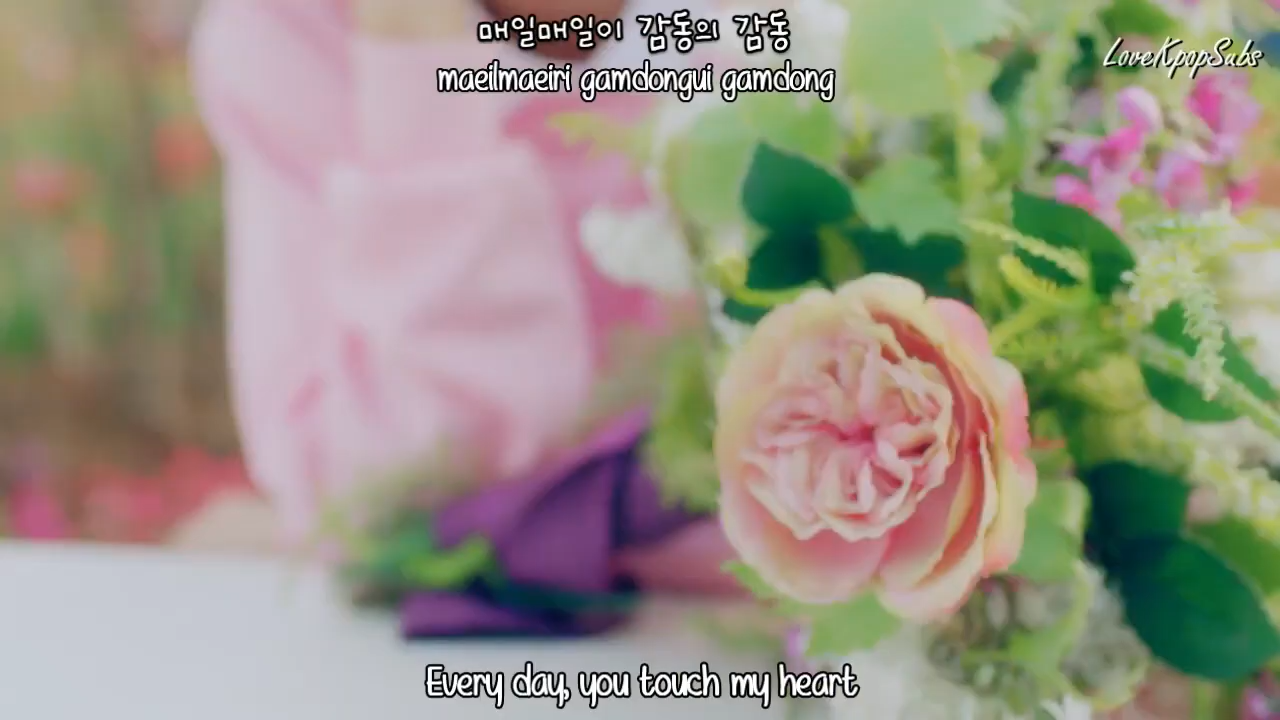 매일매일이 감동의 감동
maeilmaeiri gamdongui gamdong
LoveKpopSubs
Every day, you touch my heart